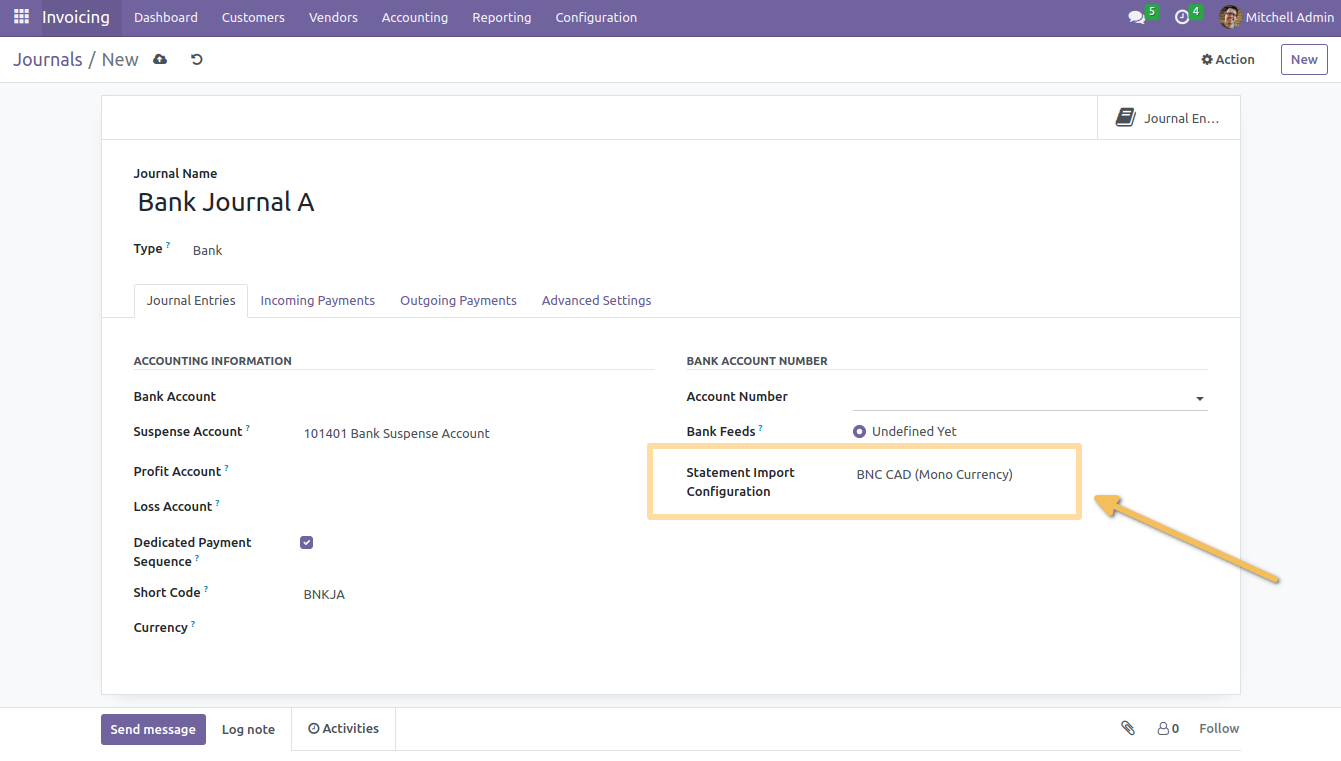 Invoicing Dashboard Customers Vendors Accounting Reporting Configuration 5 4 Mitchell Admin
Journals / New Action New
Journal En...
Journal Name
Bank Journal A
Type ? Bank
Journal Entries Incoming Payments Outgoing Payments Advanced Settings
ACCOUNTING INFORMATION
Bank Account
Suspense Account ? 101401 Bank Suspense Account
Profit Account ?
Loss Account ?
Dedicated Payment
Sequence ?
Short Code ? BNKJA
Currency ?
BANK ACCOUNT NUMBER
Account Number
Bank Feeds ? Undefined Yet
Statement Import BNC CAD (Mono Currency)
Configuration
Send message Log note Activities 0 Follow